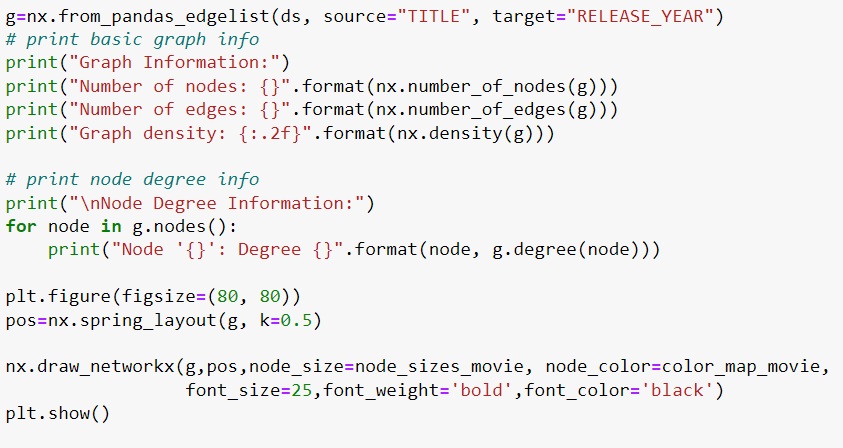 g=nx.from_pandas_edgelist(ds, source="TITLE", target="RELEASE_YEAR")
# print basic graph info
print("Graph Information:")
print("Number of nodes: {}".format(nx.number_of_nodes(g)))
print("Number of edges: {}".format(nx.number_of_edges(g)))
print("Graph density: {:.2f}".format(nx.density(g)))

# print node degree info
print("\nNode Degree Information:")
for node in g.nodes():
    print("Node '{}': Degree {}".format(node, g.degree(node)))

plt.figure(figsize=(80, 80))
pos=nx.spring_layout(g, k=0.5)

nx.draw_networkx(g,pos,node_size=node_sizes_movie, node_color=color_map_movie,
                 font_size=25,font_weight='bold',font_color='black')
plt.show()